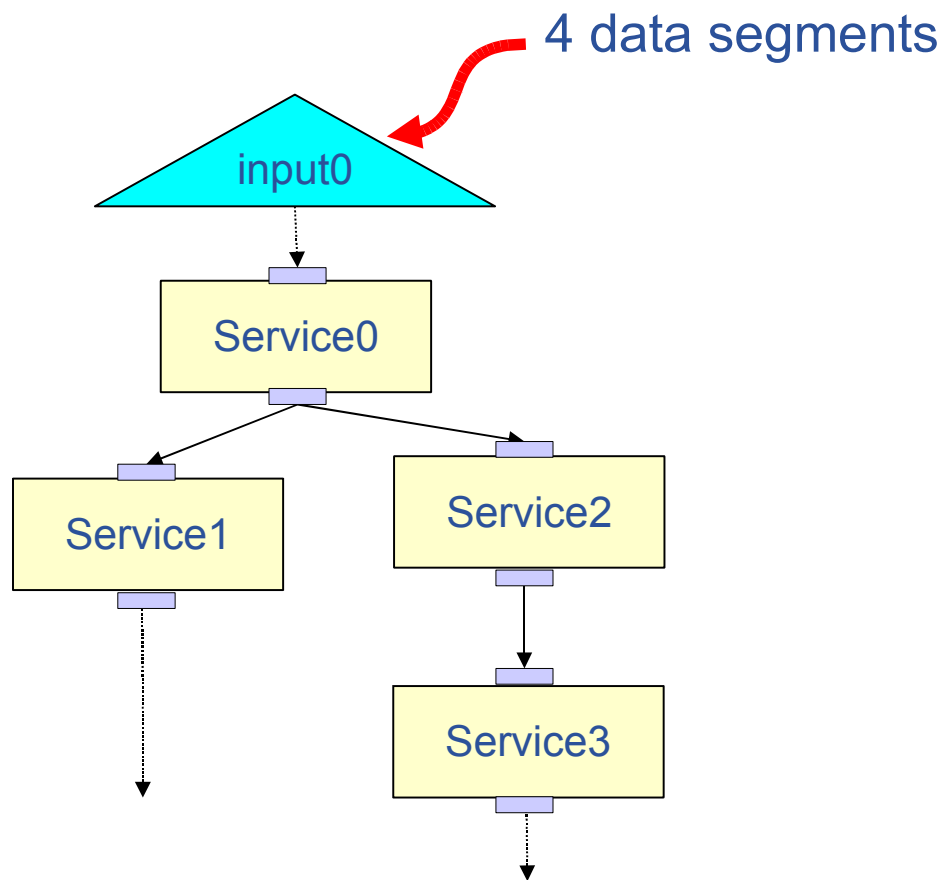 4 data segments
input0
Service0
Service2
Service1
Service3